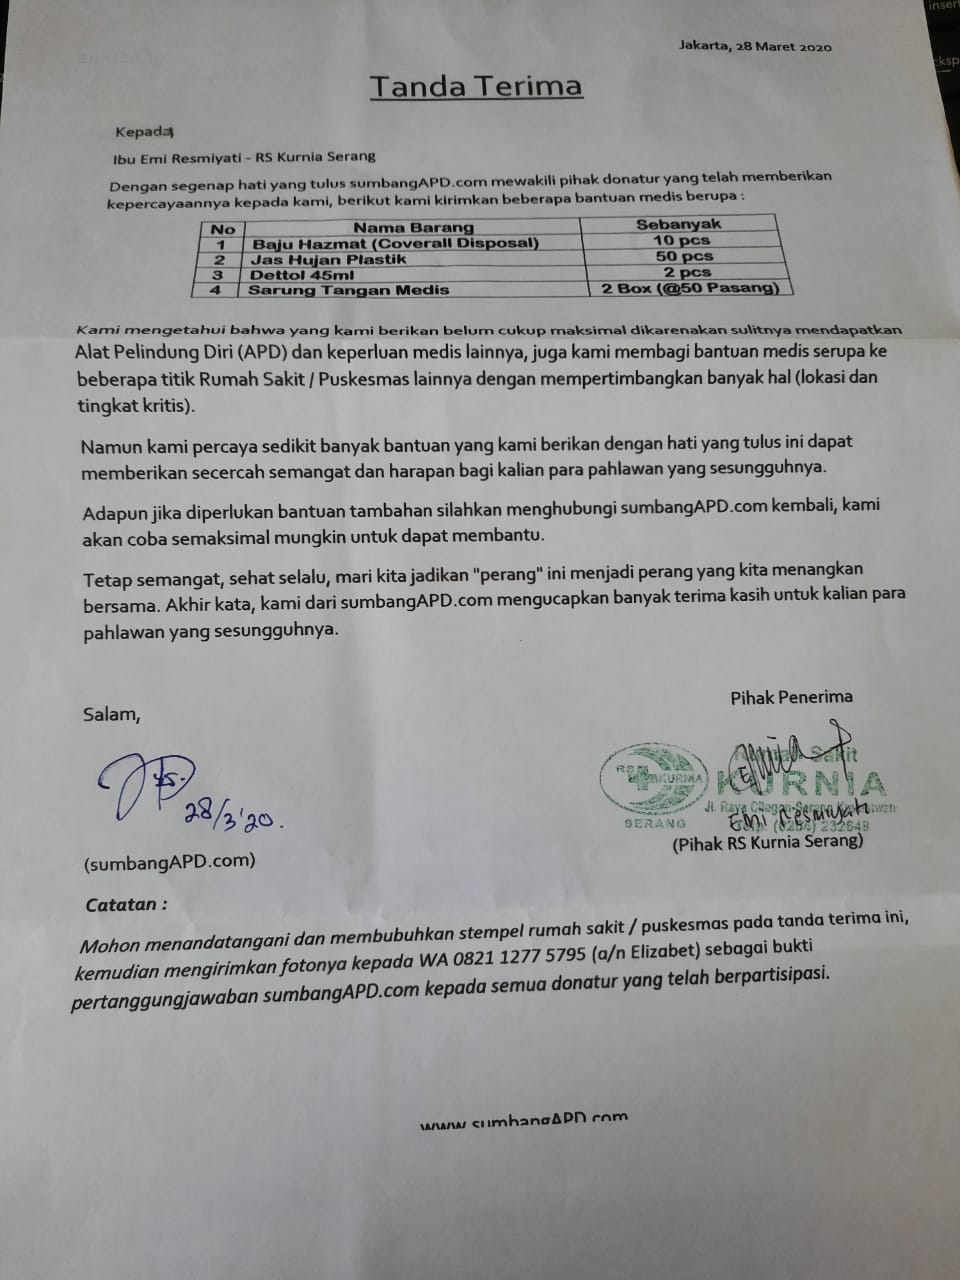 Jakarta, 28 Maret 2020
Tanda Terima
Kepada,
Ibu Emi Resmiyati - RS Kurnia Serang
Dengan segenap hati yang tulus sumbangAPD.com mewakili pihak donatur yang telah memberikan
kepercayaannya kepada kami, berikut kami kirimkan beberapa bantuan medis berupa :
No Nama Barang Sebanyak
1 Baju Hazmat (Coverall Disposal) 10 pcs
2 Jas Hujan Plastik 50 pcs
3 Dettol 45ml 2 pcs
4 Sarung Tangan Medis 2 Box (@50 Pasang)
Kami mengetahui bahwa yang kami berikan belum cukup maksimal dikarenakan sulitnya mendapatkan
Alat Pelindung Diri (APD) dan keperluan medis lainnya, juga kami membagi bantuan medis serupa ke
beberapa titik Rumah Sakit / Puskesmas lainnya dengan mempertimbangkan banyak hal (lokasi dan
tingkat kritis).
Namun kami percaya sedikit banyak bantuan yang kami berikan dengan hati yang tulus ini dapat
memberikan secercah semangat dan harapan bagi kalian para pahlawan yang sesungguhnya.
Adapun jika diperlukan bantuan tambahan silahkan menghubungi sumbangAPD.com kembali, kami
akan coba semaksimal mungkin untuk dapat membantu.
Tetap semangat, sehat selalu, mari kita jadikan "perang" ini menjadi perang yang kita menangkan
bersama. Akhir kata, kami dari sumbangAPD.com mengucapkan banyak terima kasih untuk kalian para
pahlawan yang sesungguhnya.
Salam,
Pihak Penerima
28/3'20.
RS KURNIA
SERANG
Rumah Sakit
KURNIA
Jl. Raya Cilegon-Serang
(0254) 232648
Emi Resmiyati
(sumbangAPD.com)
(Pihak RS Kurnia Serang)
Catatan :
Mohon menandatangani dan membubuhkan stempel rumah sakit / puskesmas pada tanda terima ini,
kemudian mengirimkan fotonya kepada WA 0821 1277 5795 (a/n Elizabet) sebagai bukti
pertanggungjawaban sumbangAPD.com kepada semua donatur yang telah berpartisipasi.
www.sumbangAPD.com